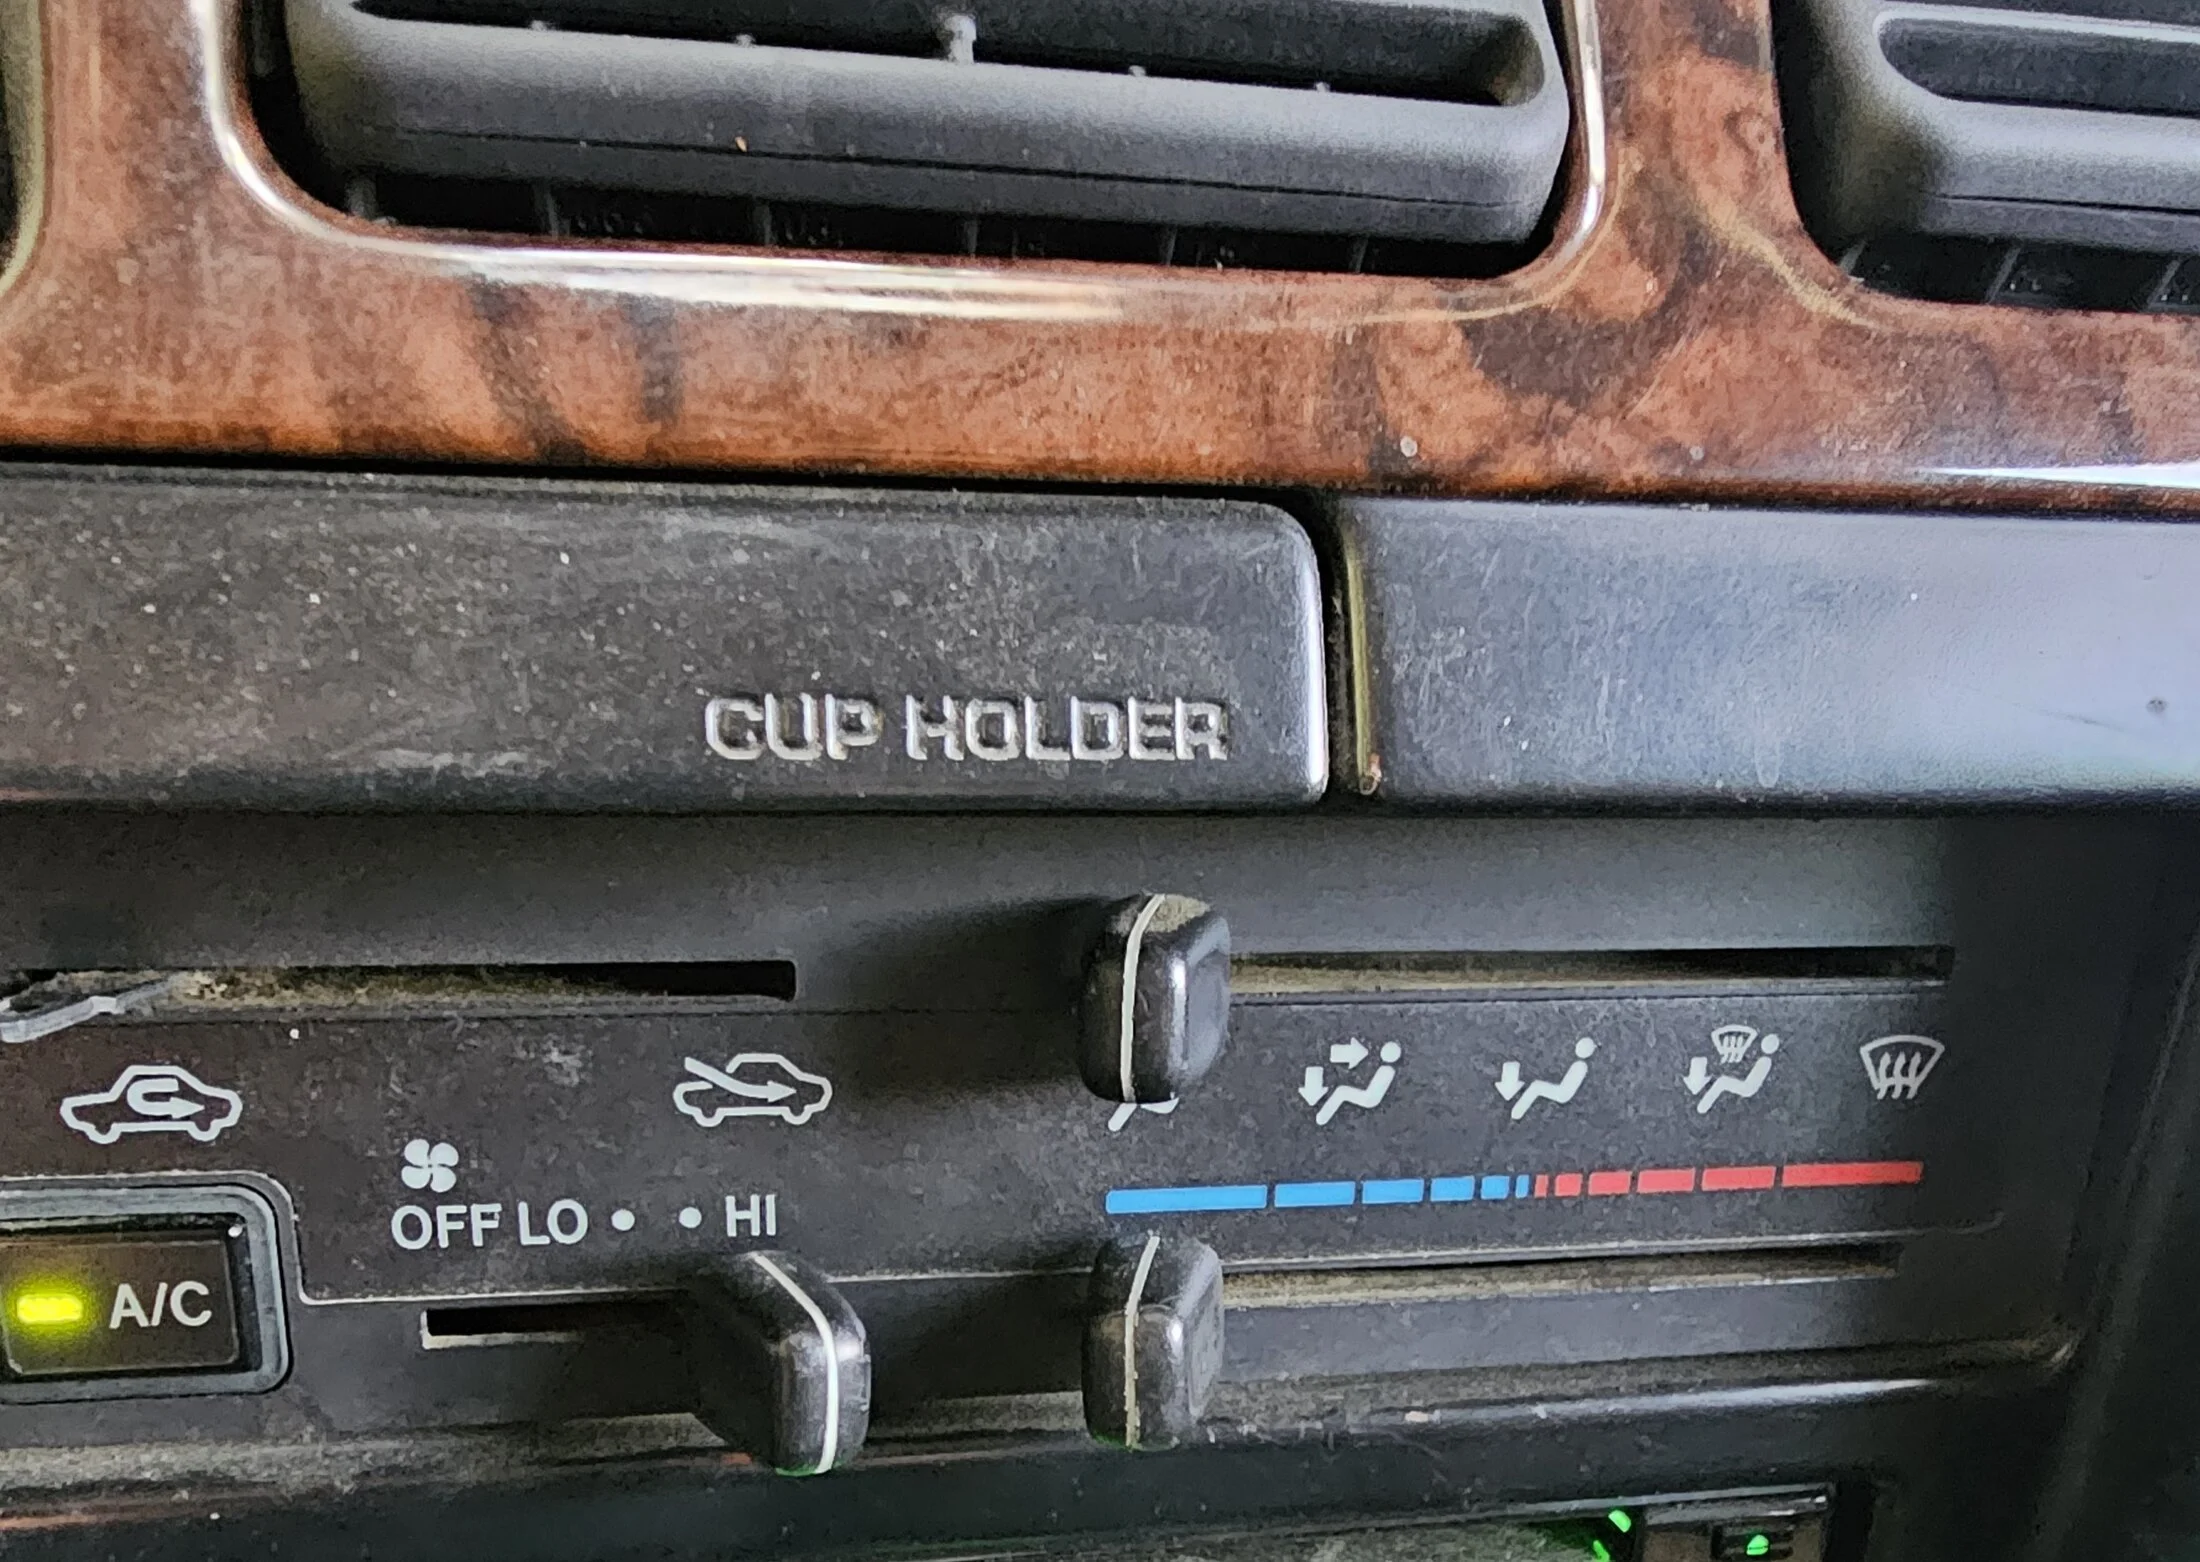 CUP HOLDER
OFF LO • • HI
A/C